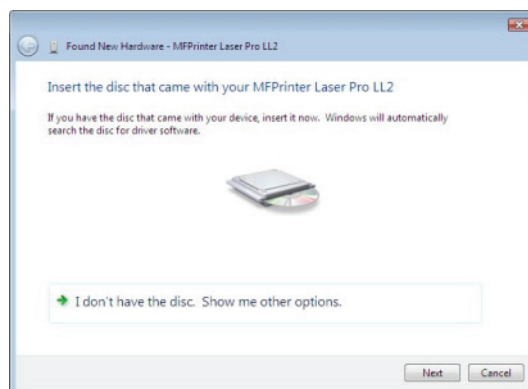 Found New Hardware - MFPrinter Laser Pro LL2
Insert the disc that came with your MFPrinter Laser Pro LL2
If you have the disc that came with your device, insert it now. Windows will automatically
search the disc for driver software.
I don't have the disc. Show me other options.
Next Cancel